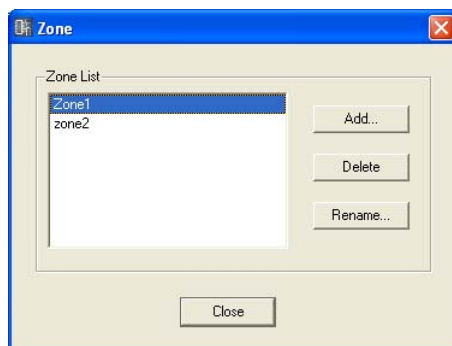 Zone
Zone List
Zone1
zone2
Add...
Delete
Rename...
Close